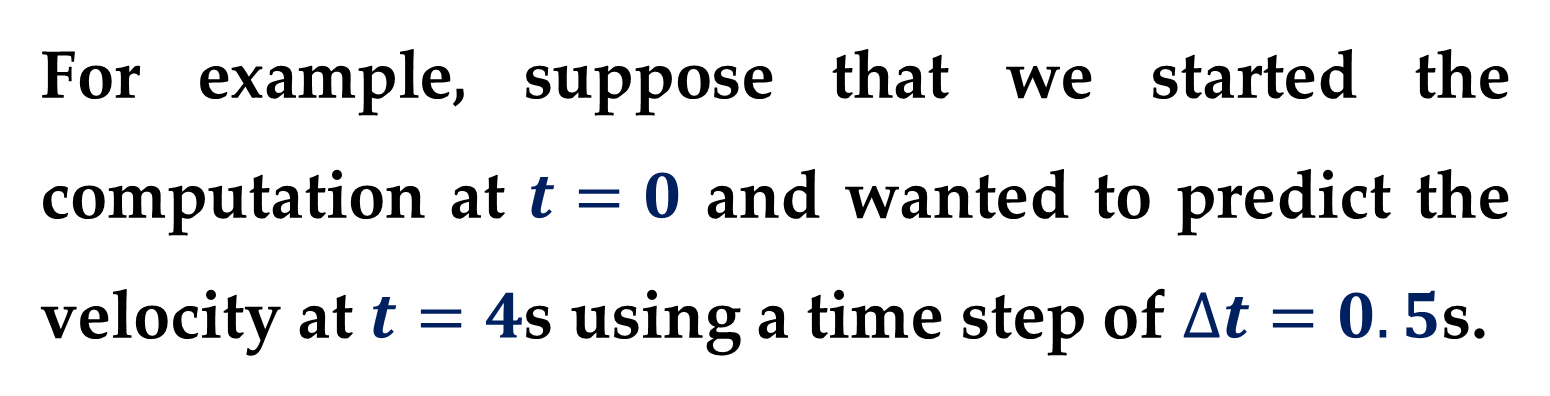 For example, suppose that we started the
computation at t = 0 and wanted to predict the
velocity at t = 4s using a time step of Δt = 0.5s.